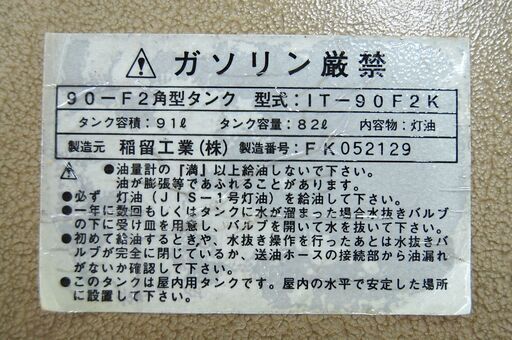 ガソリン厳禁
90-F2角型タンク 型式:IT-90F2K
タンク容積:91ℓ タンク容量:82ℓ 内容物:灯油
製造元 稲留工業(株) 製造番号:FK052129
●油量計の『満』以上給油しないで下さい。
油が膨張等であふれることがあります。
●必ず 灯油(JIS-1号灯油)を給油して下さい。
●一年に数回もしくはタンクに水が溜まった場合水抜きバルブ
の下に受け皿を用意し、バルブを開いて水を抜いて下さい。
●初めて給油するときや、水抜き操作を行ったあとは水抜きバ
ルブが完全に閉じているか、送油ホースの接続部から油漏れ
がないか確認して下さい。
●このタンクは屋内用タンクです。屋内の水平で安定した場所
に設置して下さい。